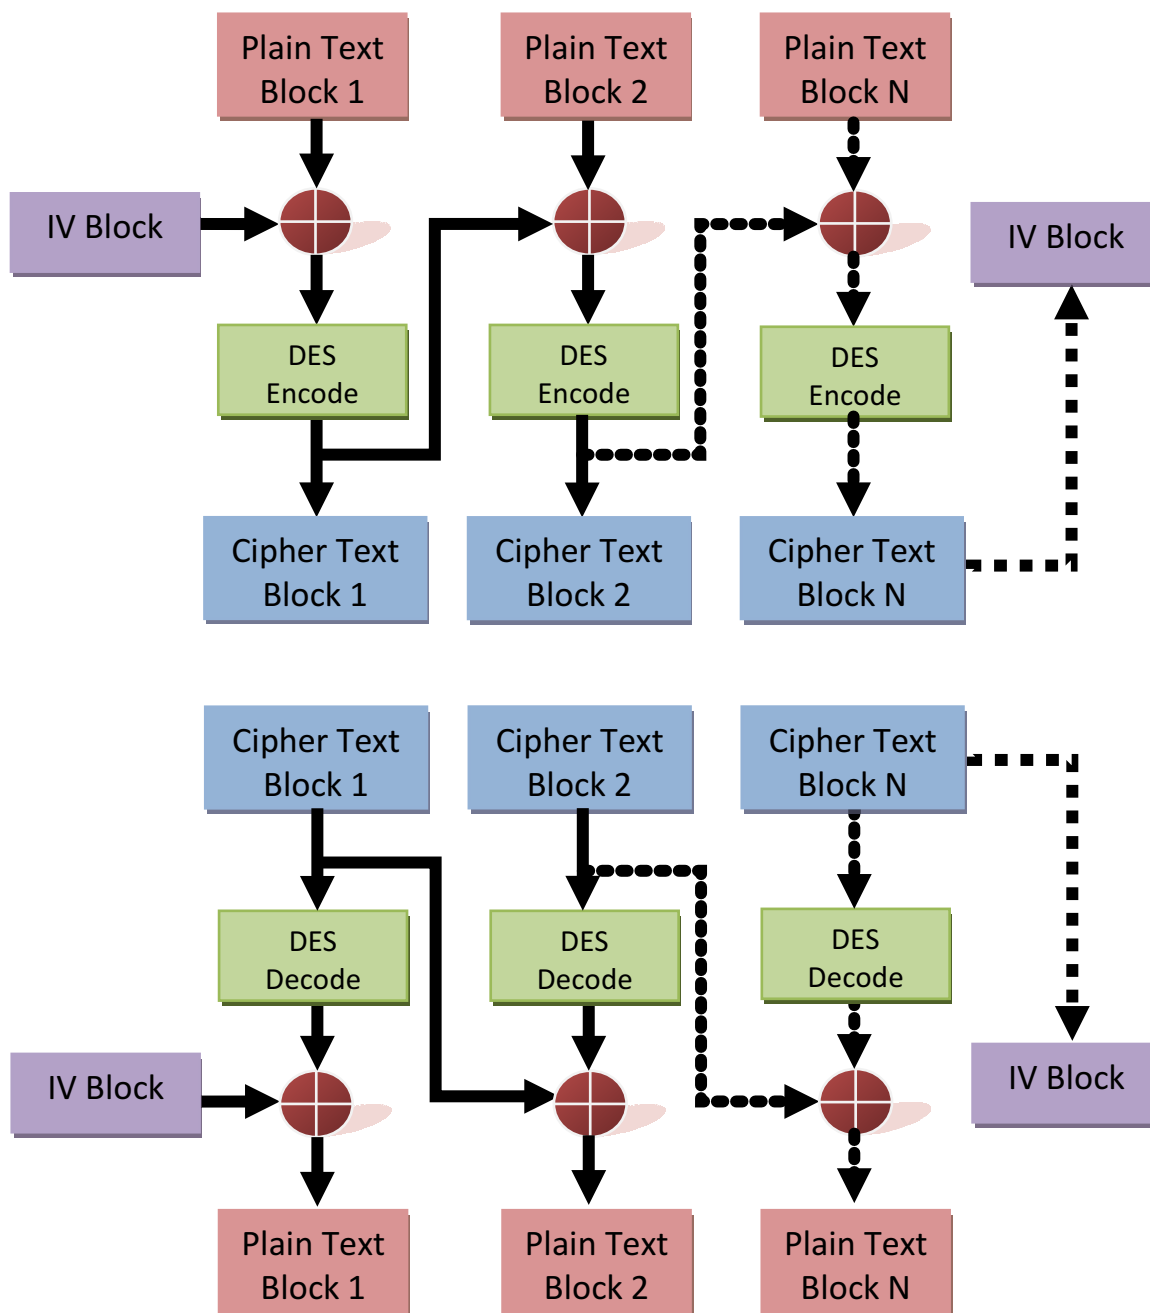 Plain Text
Block 1
Plain Text
Block 2
Plain Text
Block N
IV Block
IV Block
DES
Encode
DES
Encode
DES
Encode
Cipher Text
Block 1
Cipher Text
Block 2
Cipher Text
Block N
Cipher Text
Block 1
Cipher Text
Block 2
Cipher Text
Block N
DES
Decode
DES
Decode
DES
Decode
IV Block
IV Block
Plain Text
Block 1
Plain Text
Block 2
Plain Text
Block N